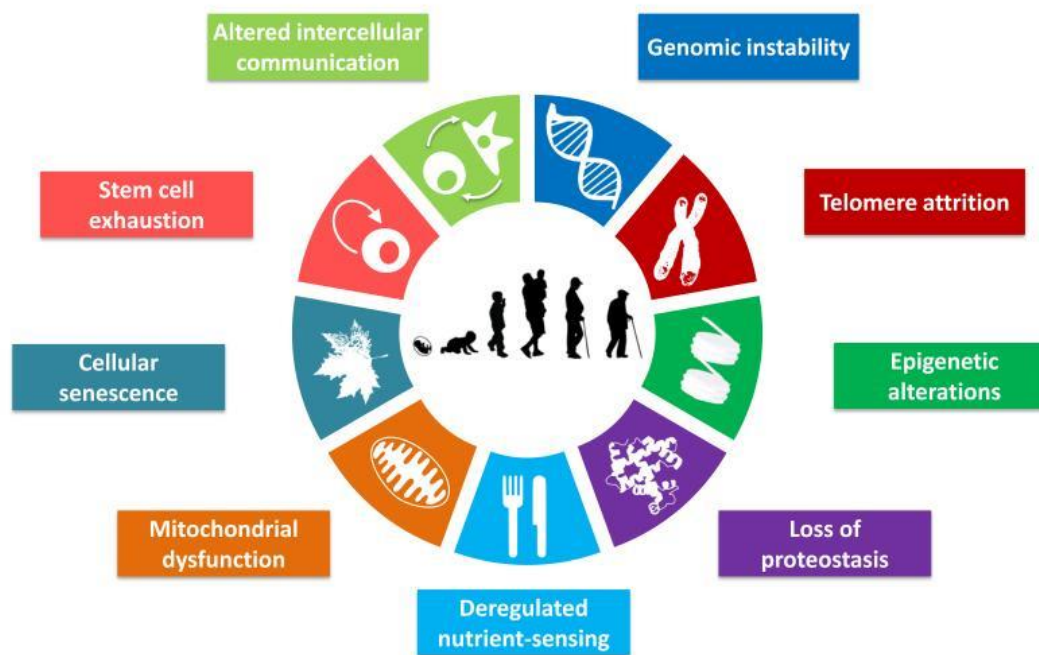 Altered intercellular
communication
Genomic instability
Stem cell
exhaustion
Telomere attrition
Cellular
senescence
Epigenetic
alterations
Mitochondrial
dysfunction
Loss of
proteostasis
Deregulated
nutrient-sensing